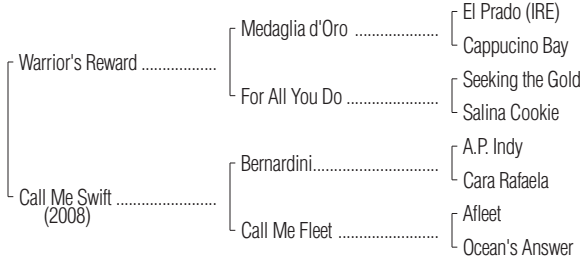 El Prado (IRE)
Medaglia d'Oro ....................
Cappucino Bay
Warrior's Reward ..................
Seeking the Gold
For All You Do ......................
Salina Cookie
A.P. Indy
Bernardini..............................
Cara Rafaela
Call Me Swift ........................
(2008)
Afleet
Call Me Fleet ........................
Ocean's Answer